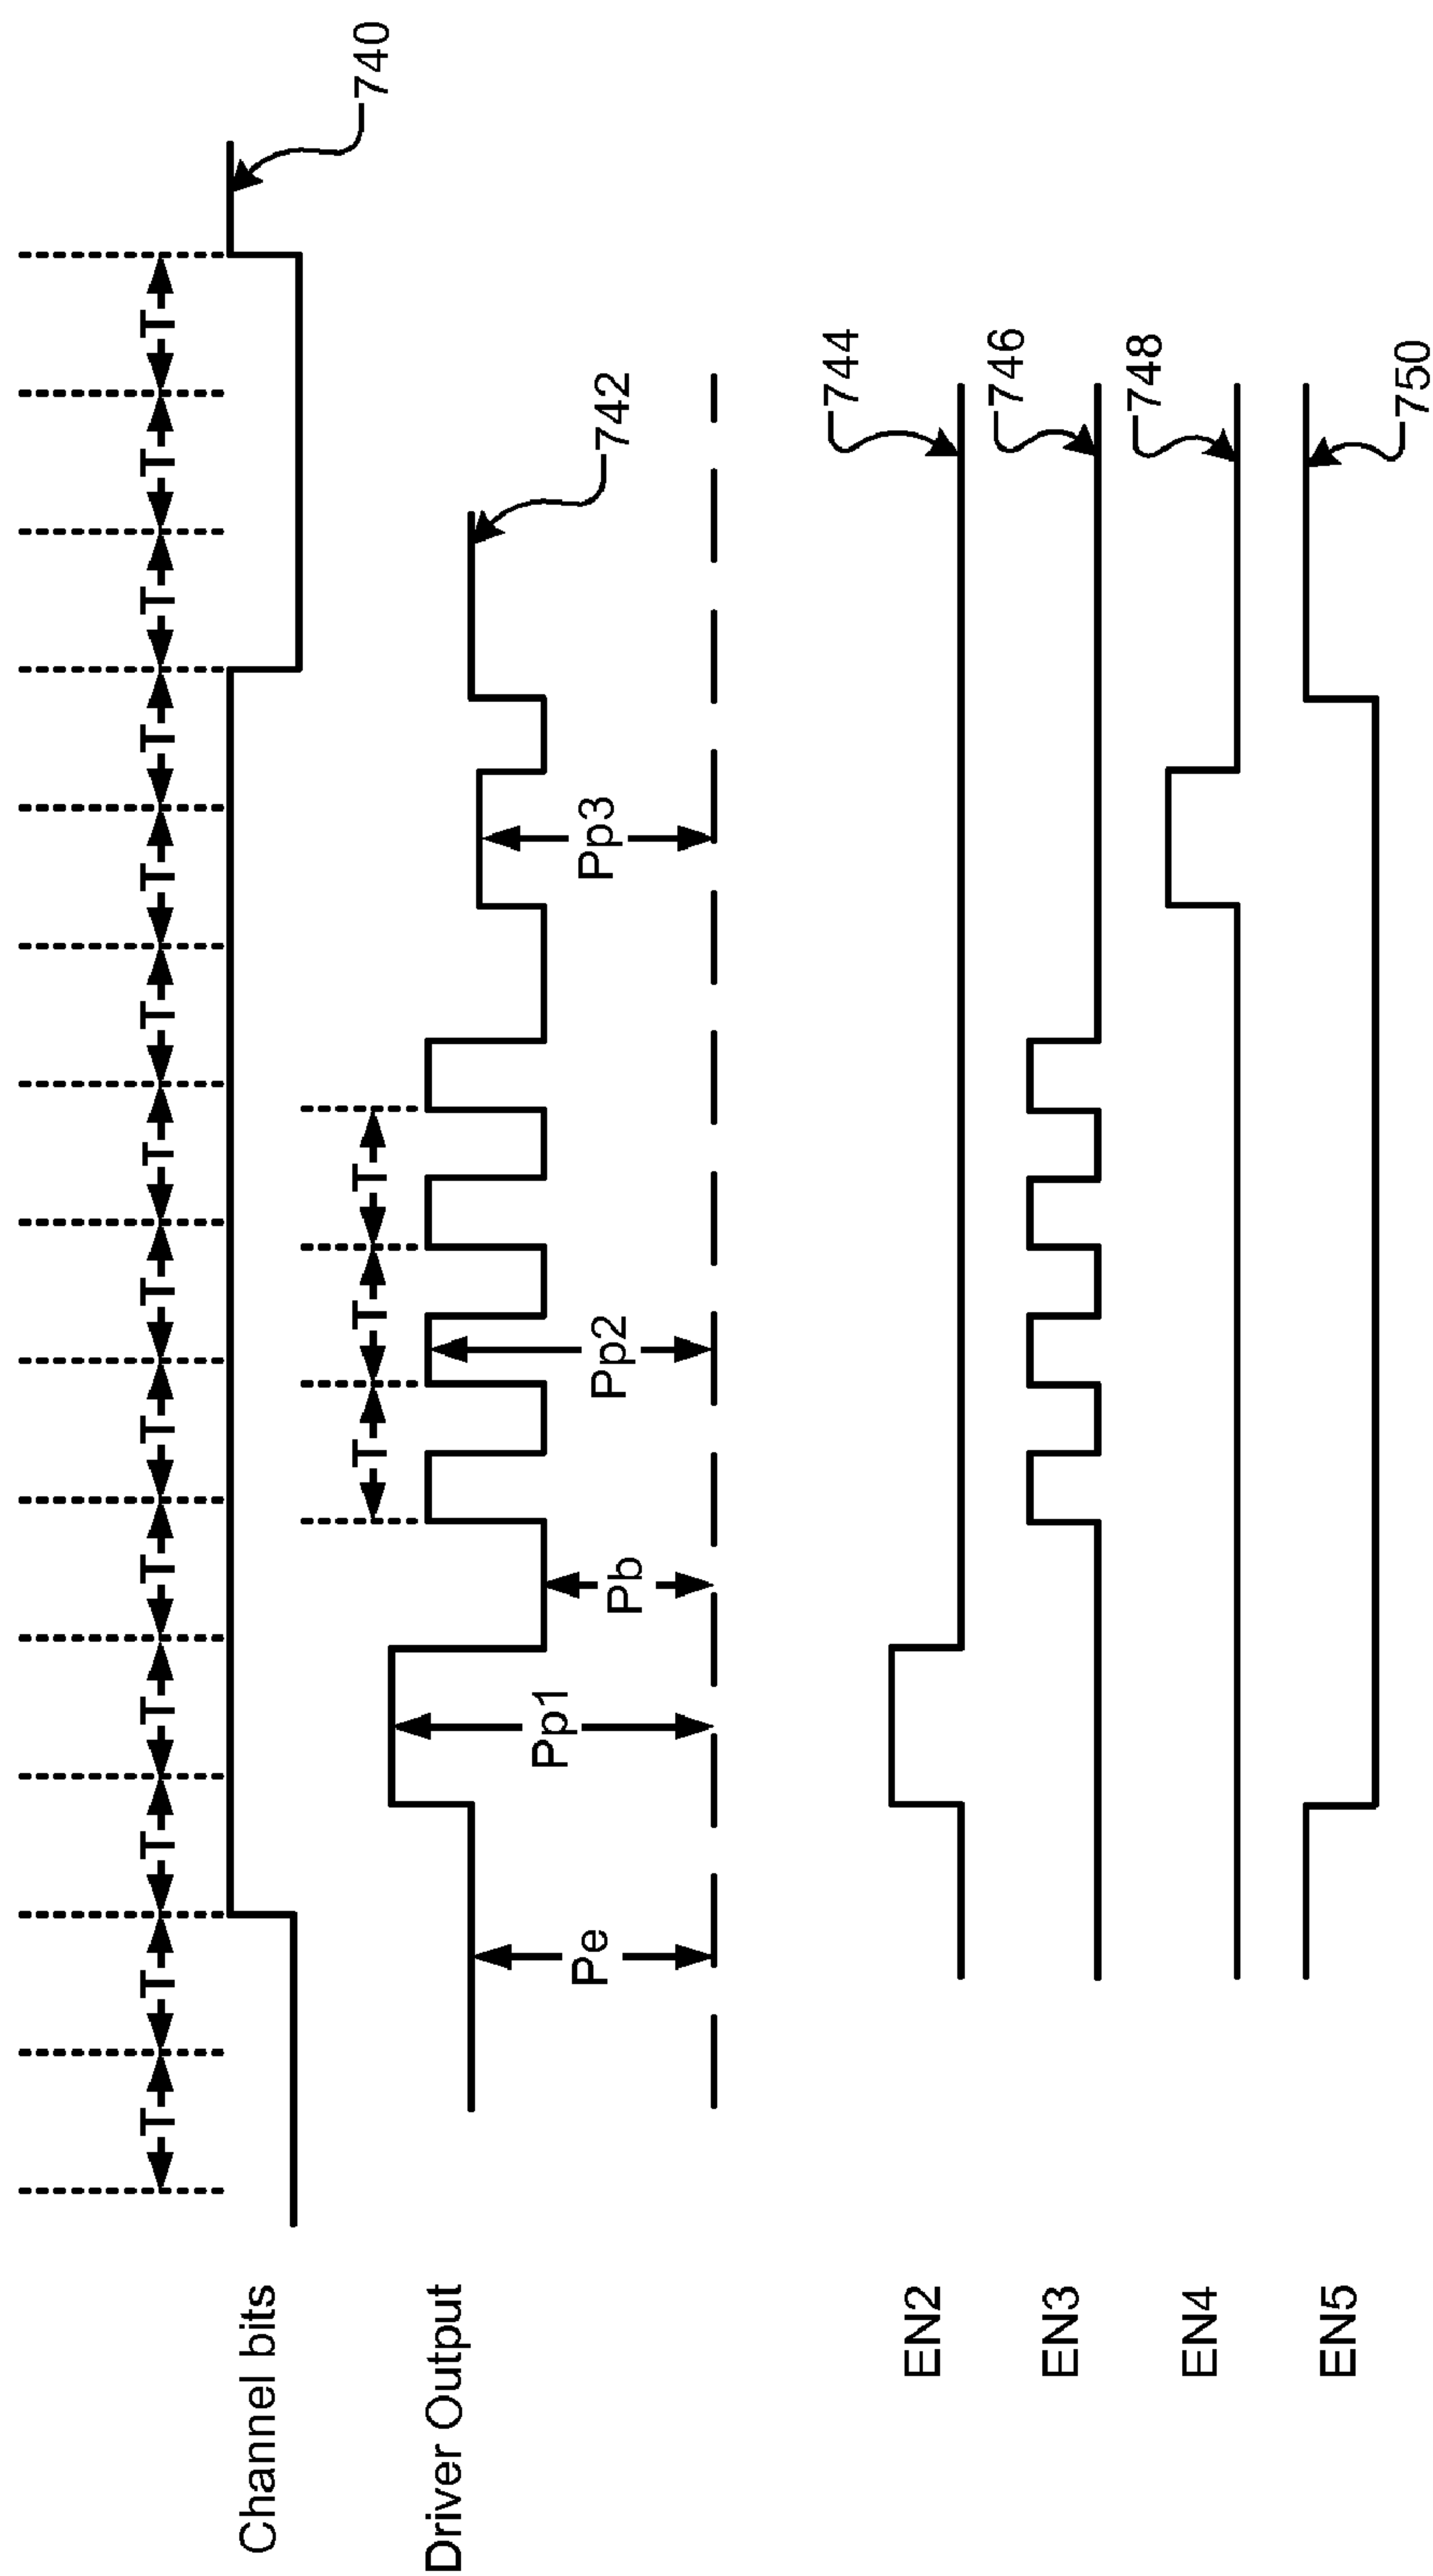 T T T T T T T T T T T T T T
Channel bits
740
T T T
Driver Output
742
Pe Pp1 Pb Pp2 Pp3
EN2
744
EN3
746
EN4
748
EN5
750